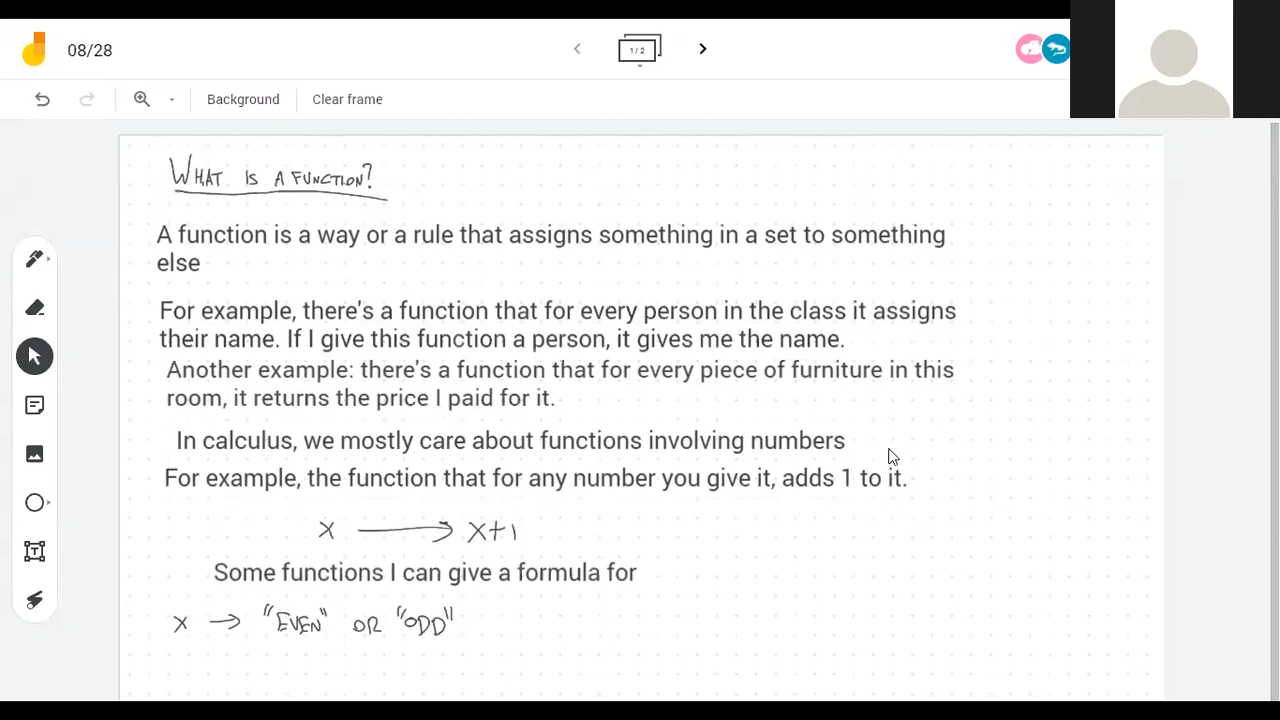 08/28
1/2
Background
Clear frame
WHAT IS A FUNCTION?
A function is a way or a rule that assigns something in a set to something
else
For example, there's a function that for every person in the class it assigns
their name. If I give this function a person, it gives me the name.
Another example: there's a function that for every piece of furniture in this
room, it returns the price I paid for it.
In calculus, we mostly care about functions involving numbers
For example, the function that for any number you give it, adds 1 to it.
x → x+1
Some functions I can give a formula for
x → "EVEN" OR "ODD"